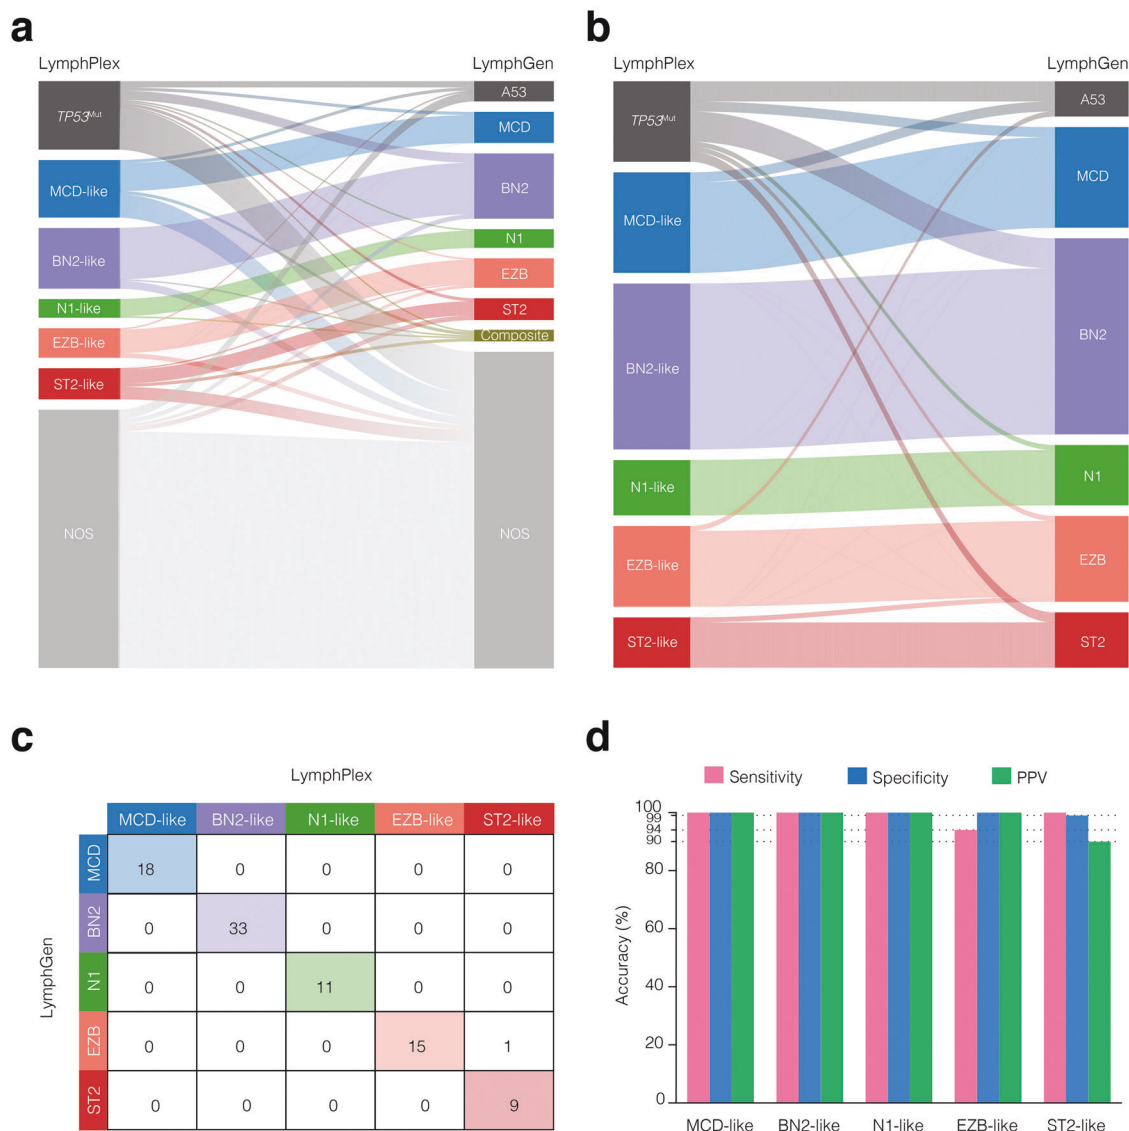 a
LymphPlex
LymphGen
TP53Mut
MCD-like
BN2-like
N1-like
EZB-like
ST2-like
NOS
A53
MCD
BN2
N1
EZB
ST2
Composite
NOS
b
LymphPlex
LymphGen
TP53Mut
MCD-like
BN2-like
N1-like
EZB-like
ST2-like
A53
MCD
BN2
N1
EZB
ST2
c
LymphPlex
MCD-like BN2-like N1-like EZB-like ST2-like
LymphGen
MCD 18 0 0 0 0
BN2 0 33 0 0 0
N1 0 0 11 0 0
EZB 0 0 0 15 1
ST2 0 0 0 0 9
d
Sensitivity Specificity PPV
Accuracy (%)
100
99
94
90
80
60
40
20
0
MCD-like BN2-like N1-like EZB-like ST2-like